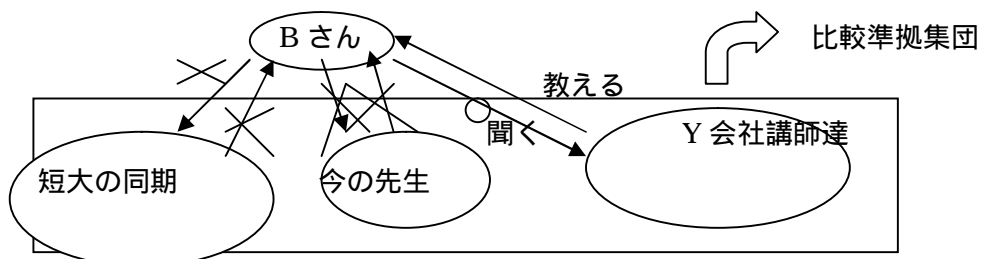 Bさん
比較準拠集団
教える
聞く
Y会社講師達
短大の同期
今の先生